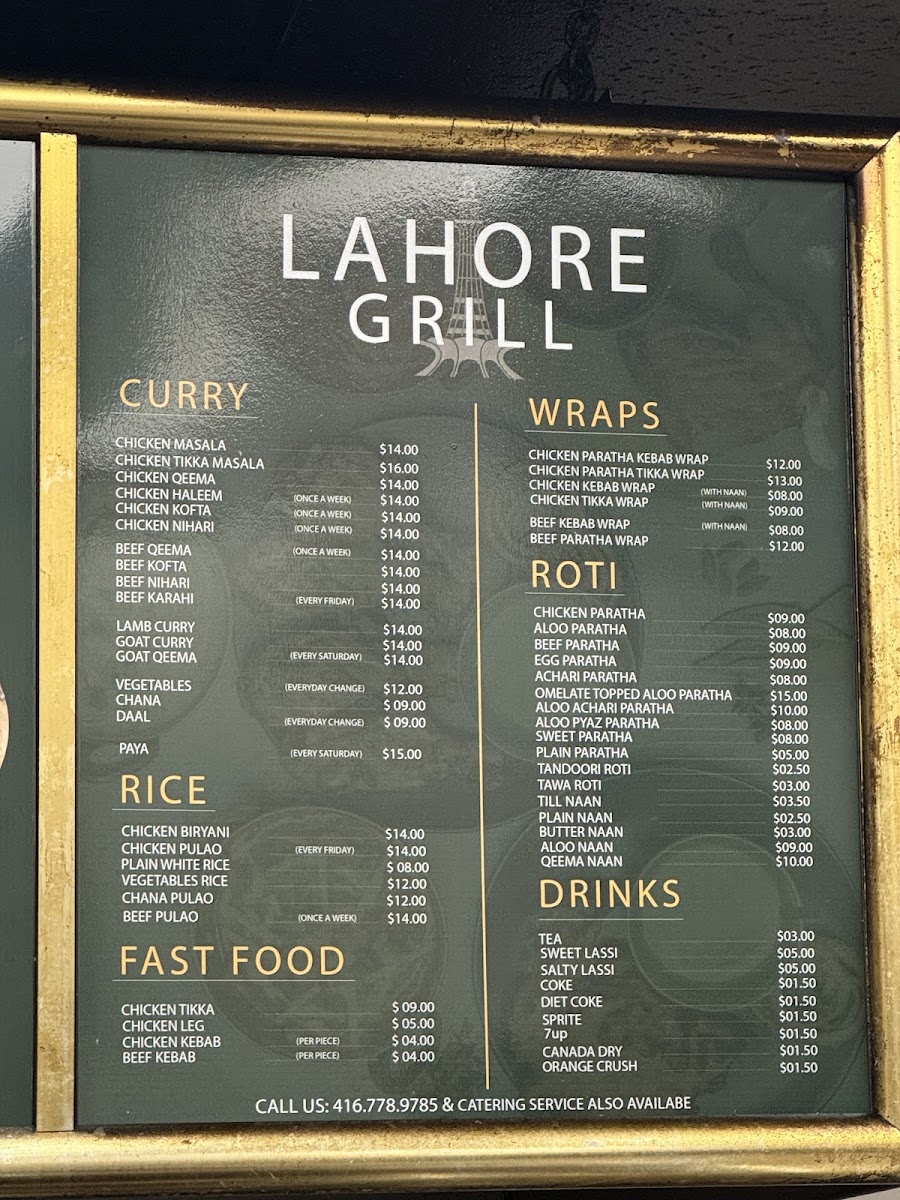 LAHORE
GRILL
CURRY
CHICKEN MASALA $14.00
CHICKEN TIKKA MASALA $16.00
CHICKEN QEEMA $14.00
CHICKEN HALEEM (ONCE A WEEK) $14.00
CHICKEN KOFTA (ONCE A WEEK) $14.00
CHICKEN NIHARI (ONCE A WEEK) $14.00
BEEF QEEMA (ONCE A WEEK) $14.00
BEEF KOFTA $14.00
BEEF NIHARI $14.00
BEEF KARAHI (EVERY FRIDAY) $14.00
LAMB CURRY $14.00
GOAT CURRY $14.00
GOAT QEEMA (EVERY SATURDAY) $14.00
VEGETABLES (EVERYDAY CHANGE) $12.00
CHANA $ 09.00
DAAL (EVERYDAY CHANGE) $ 09.00
PAYA (EVERY SATURDAY) $15.00
RICE
CHICKEN BIRYANI $14.00
CHICKEN PULAO (EVERY FRIDAY) $14.00
PLAIN WHITE RICE $ 08.00
VEGETABLES RICE $12.00
CHANA PULAO $12.00
BEEF PULAO (ONCE A WEEK) $14.00
FAST FOOD
CHICKEN TIKKA $ 09.00
CHICKEN LEG $ 05.00
CHICKEN KEBAB (PER PIECE) $ 04.00
BEEF KEBAB (PER PIECE) $ 04.00
WRAPS
CHICKEN PARATHA KEBAB WRAP $12.00
CHICKEN PARATHA TIKKA WRAP $13.00
CHICKEN KEBAB WRAP (WITH NAAN) $08.00
CHICKEN TIKKA WRAP (WITH NAAN) $09.00
BEEF KEBAB WRAP (WITH NAAN) $08.00
BEEF PARATHA WRAP $12.00
ROTI
CHICKEN PARATHA $09.00
ALOO PARATHA $08.00
BEEF PARATHA $09.00
EGG PARATHA $09.00
ACHARI PARATHA $08.00
OMELATE TOPPED ALOO PARATHA $15.00
ALOO ACHARI PARATHA $10.00
ALOO PYAZ PARATHA $08.00
SWEET PARATHA $08.00
PLAIN PARATHA $05.00
TANDOORI ROTI $02.50
TAWA ROTI $03.00
TILL NAAN $03.50
PLAIN NAAN $02.50
BUTTER NAAN $03.00
ALOO NAAN $09.00
QEEMA NAAN $10.00
DRINKS
TEA $03.00
SWEET LASSI $05.00
SALTY LASSI $05.00
COKE $01.50
DIET COKE $01.50
SPRITE $01.50
7up $01.50
CANADA DRY $01.50
ORANGE CRUSH $01.50
CALL US: 416.778.9785 & CATERING SERVICE ALSO AVAILABE